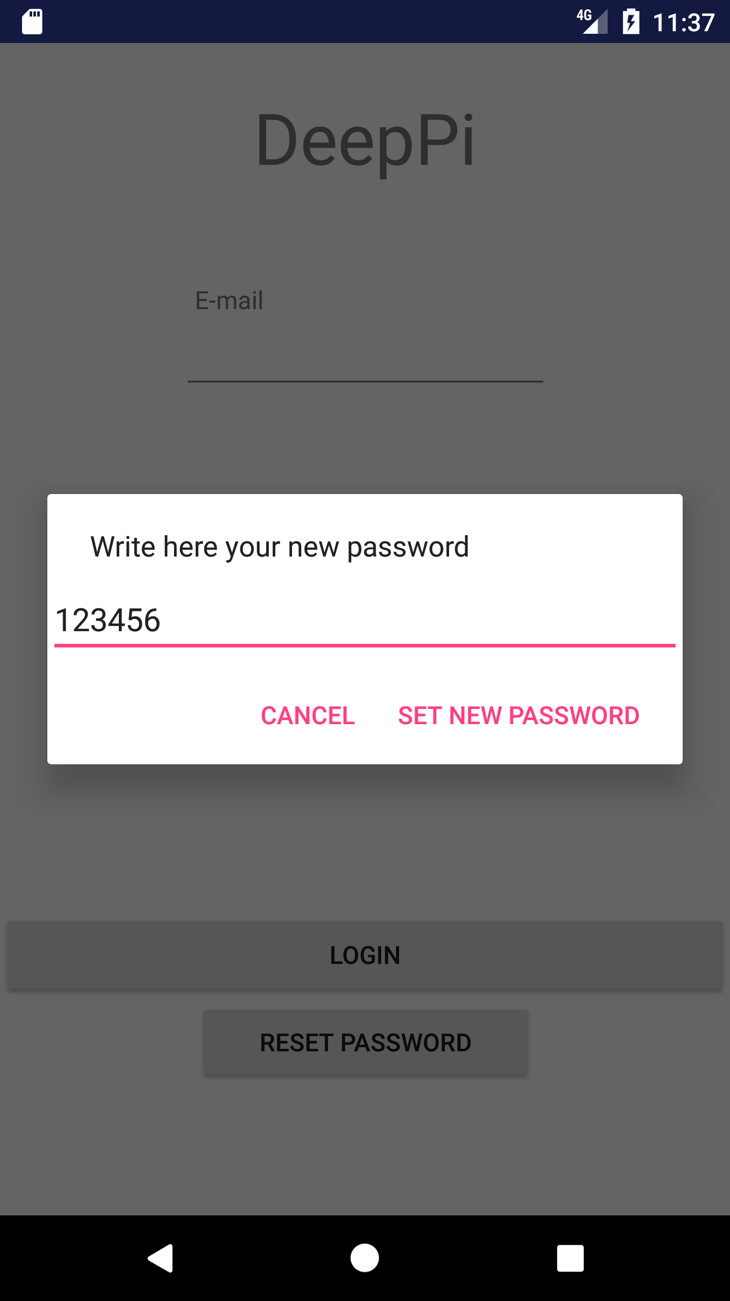 4G 11:37
DeepPi
E-mail
Write here your new password
123456
CANCEL SET NEW PASSWORD
LOGIN
RESET PASSWORD